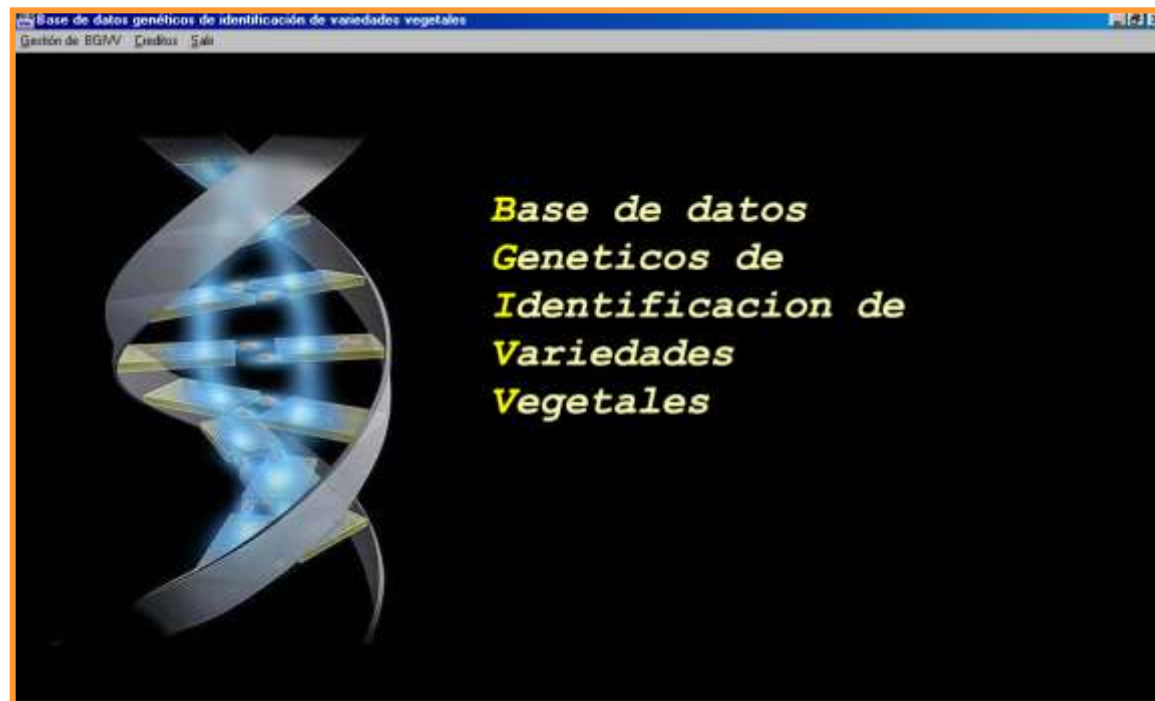 Base de datos genéticos de identificación de variedades vegetales
Gestión de BGIVV Creditos Salir
Base de datos
Geneticos de
Identificacion de
Variedades
Vegetales